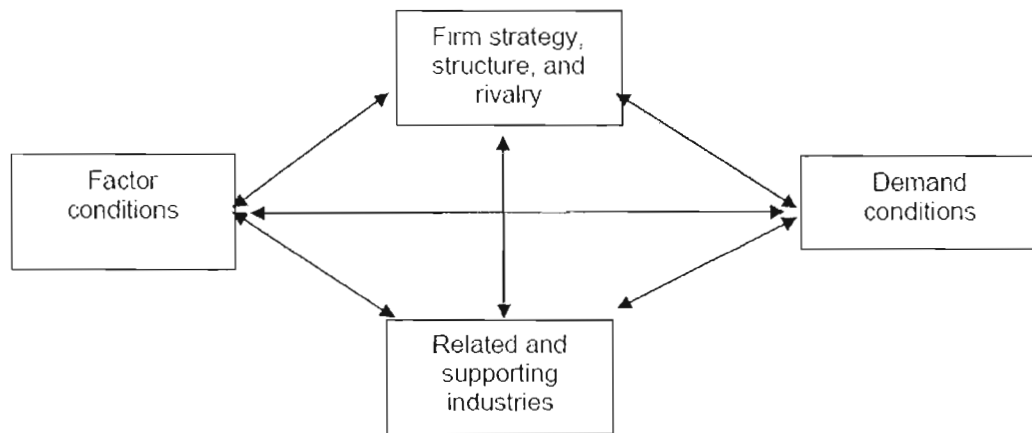 Firm strategy,
structure, and
rivalry
Factor
conditions
Demand
conditions
Related and
supporting
industries